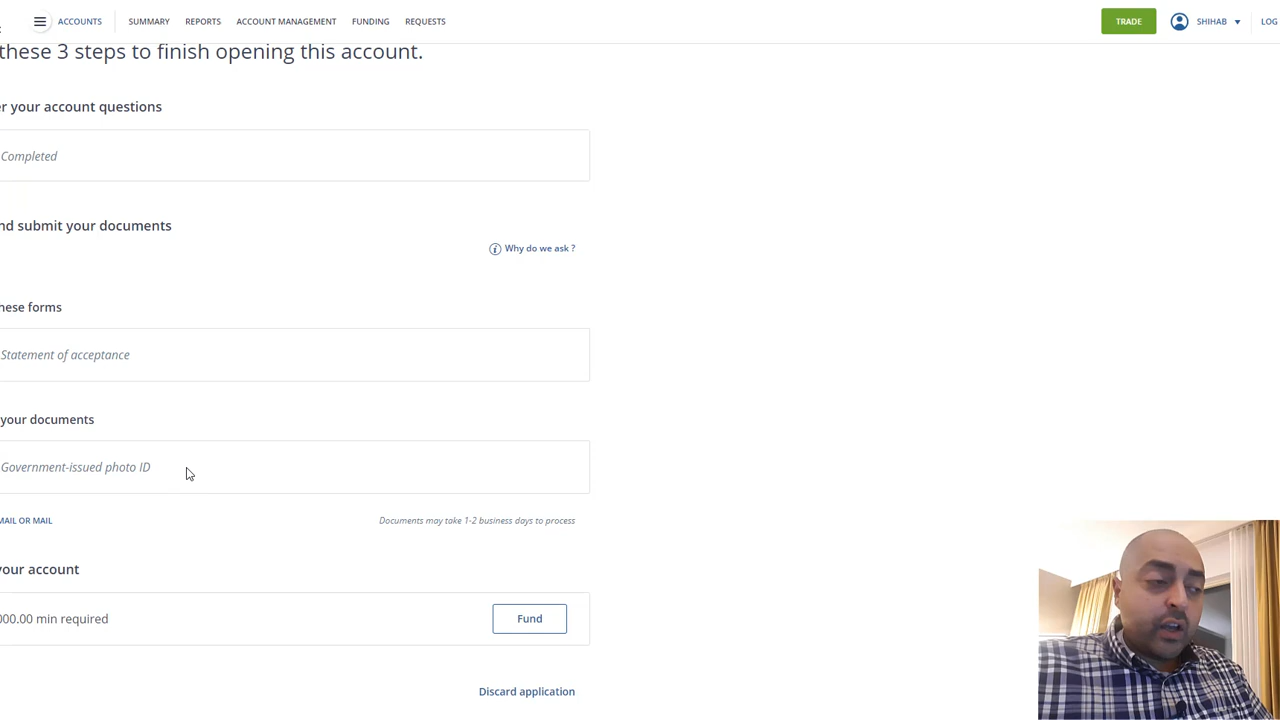 ACCOUNTS SUMMARY REPORTS ACCOUNT MANAGEMENT FUNDING REQUESTS TRADE SHIHAB LOG
these 3 steps to finish opening this account.
er your account questions
Completed
nd submit your documents
Why do we ask ?
hese forms
Statement of acceptance
your documents
Government-issued photo ID
MAIL OR MAIL Documents may take 1-2 business days to process
your account
000.00 min required Fund
Discard application